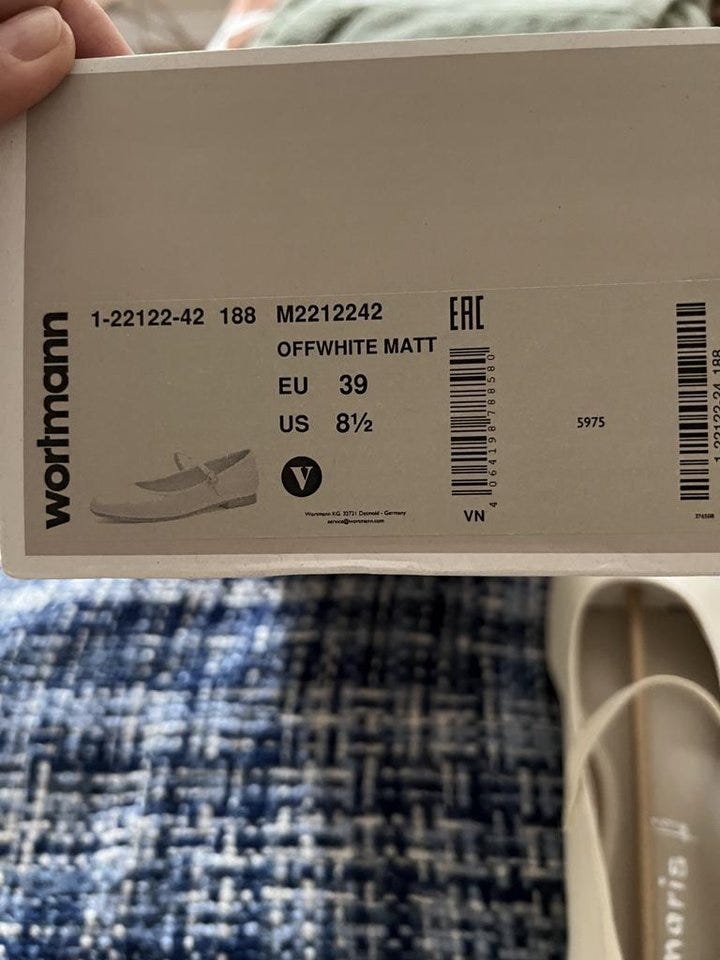 wortmann
1-22122-42 188 M2212242
OFFWHITE MATT
EU 39
US 8½
V
Wortmann KG 32731 Detmold - Germany
service@wortmann.com
EAC
4 064198 788580
VN
5975
1-22122-24 188
naris